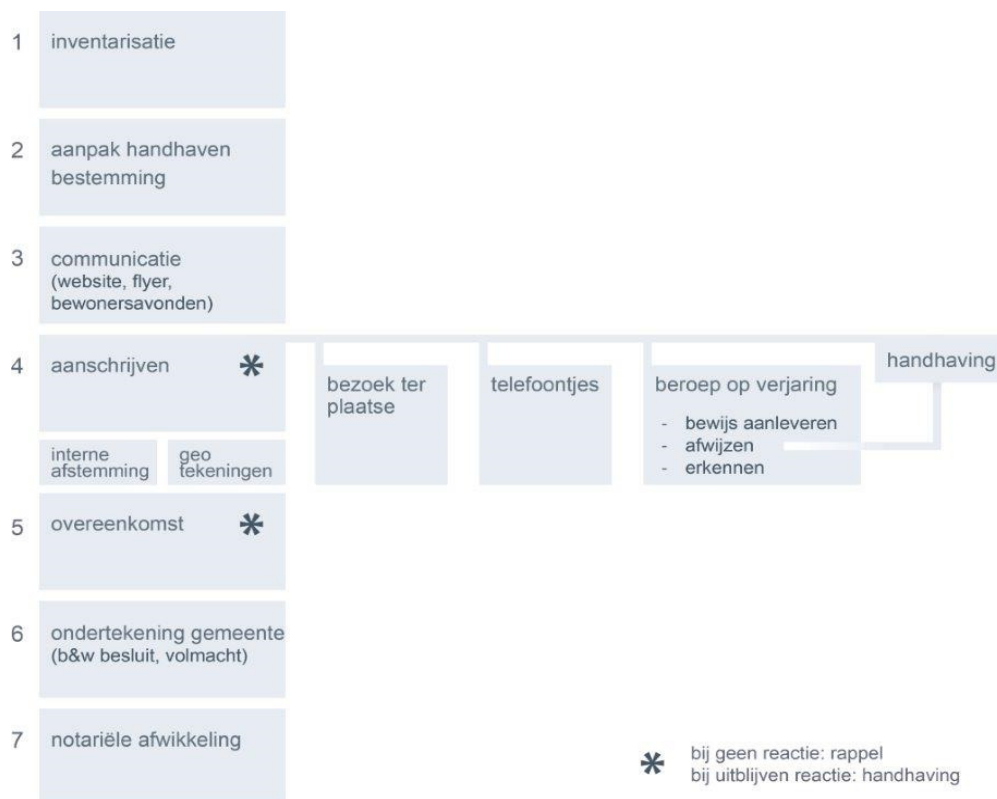 1 inventarisatie
2 aanpak handhaven
bestemming
3 communicatie
(website, flyer,
bewonersavonden)
4 aanschrijven *
interne
afstemming
geo
tekeningen
bezoek ter
plaatse
telefoontjes
beroep op verjaring
- bewijs aanleveren
- afwijzen
- erkennen
handhaving
5 overeenkomst *
6 ondertekening gemeente
(b&w besluit, volmacht)
7 notariële afwikkeling
* bij geen reactie: rappel
bij uitblijven reactie: handhaving